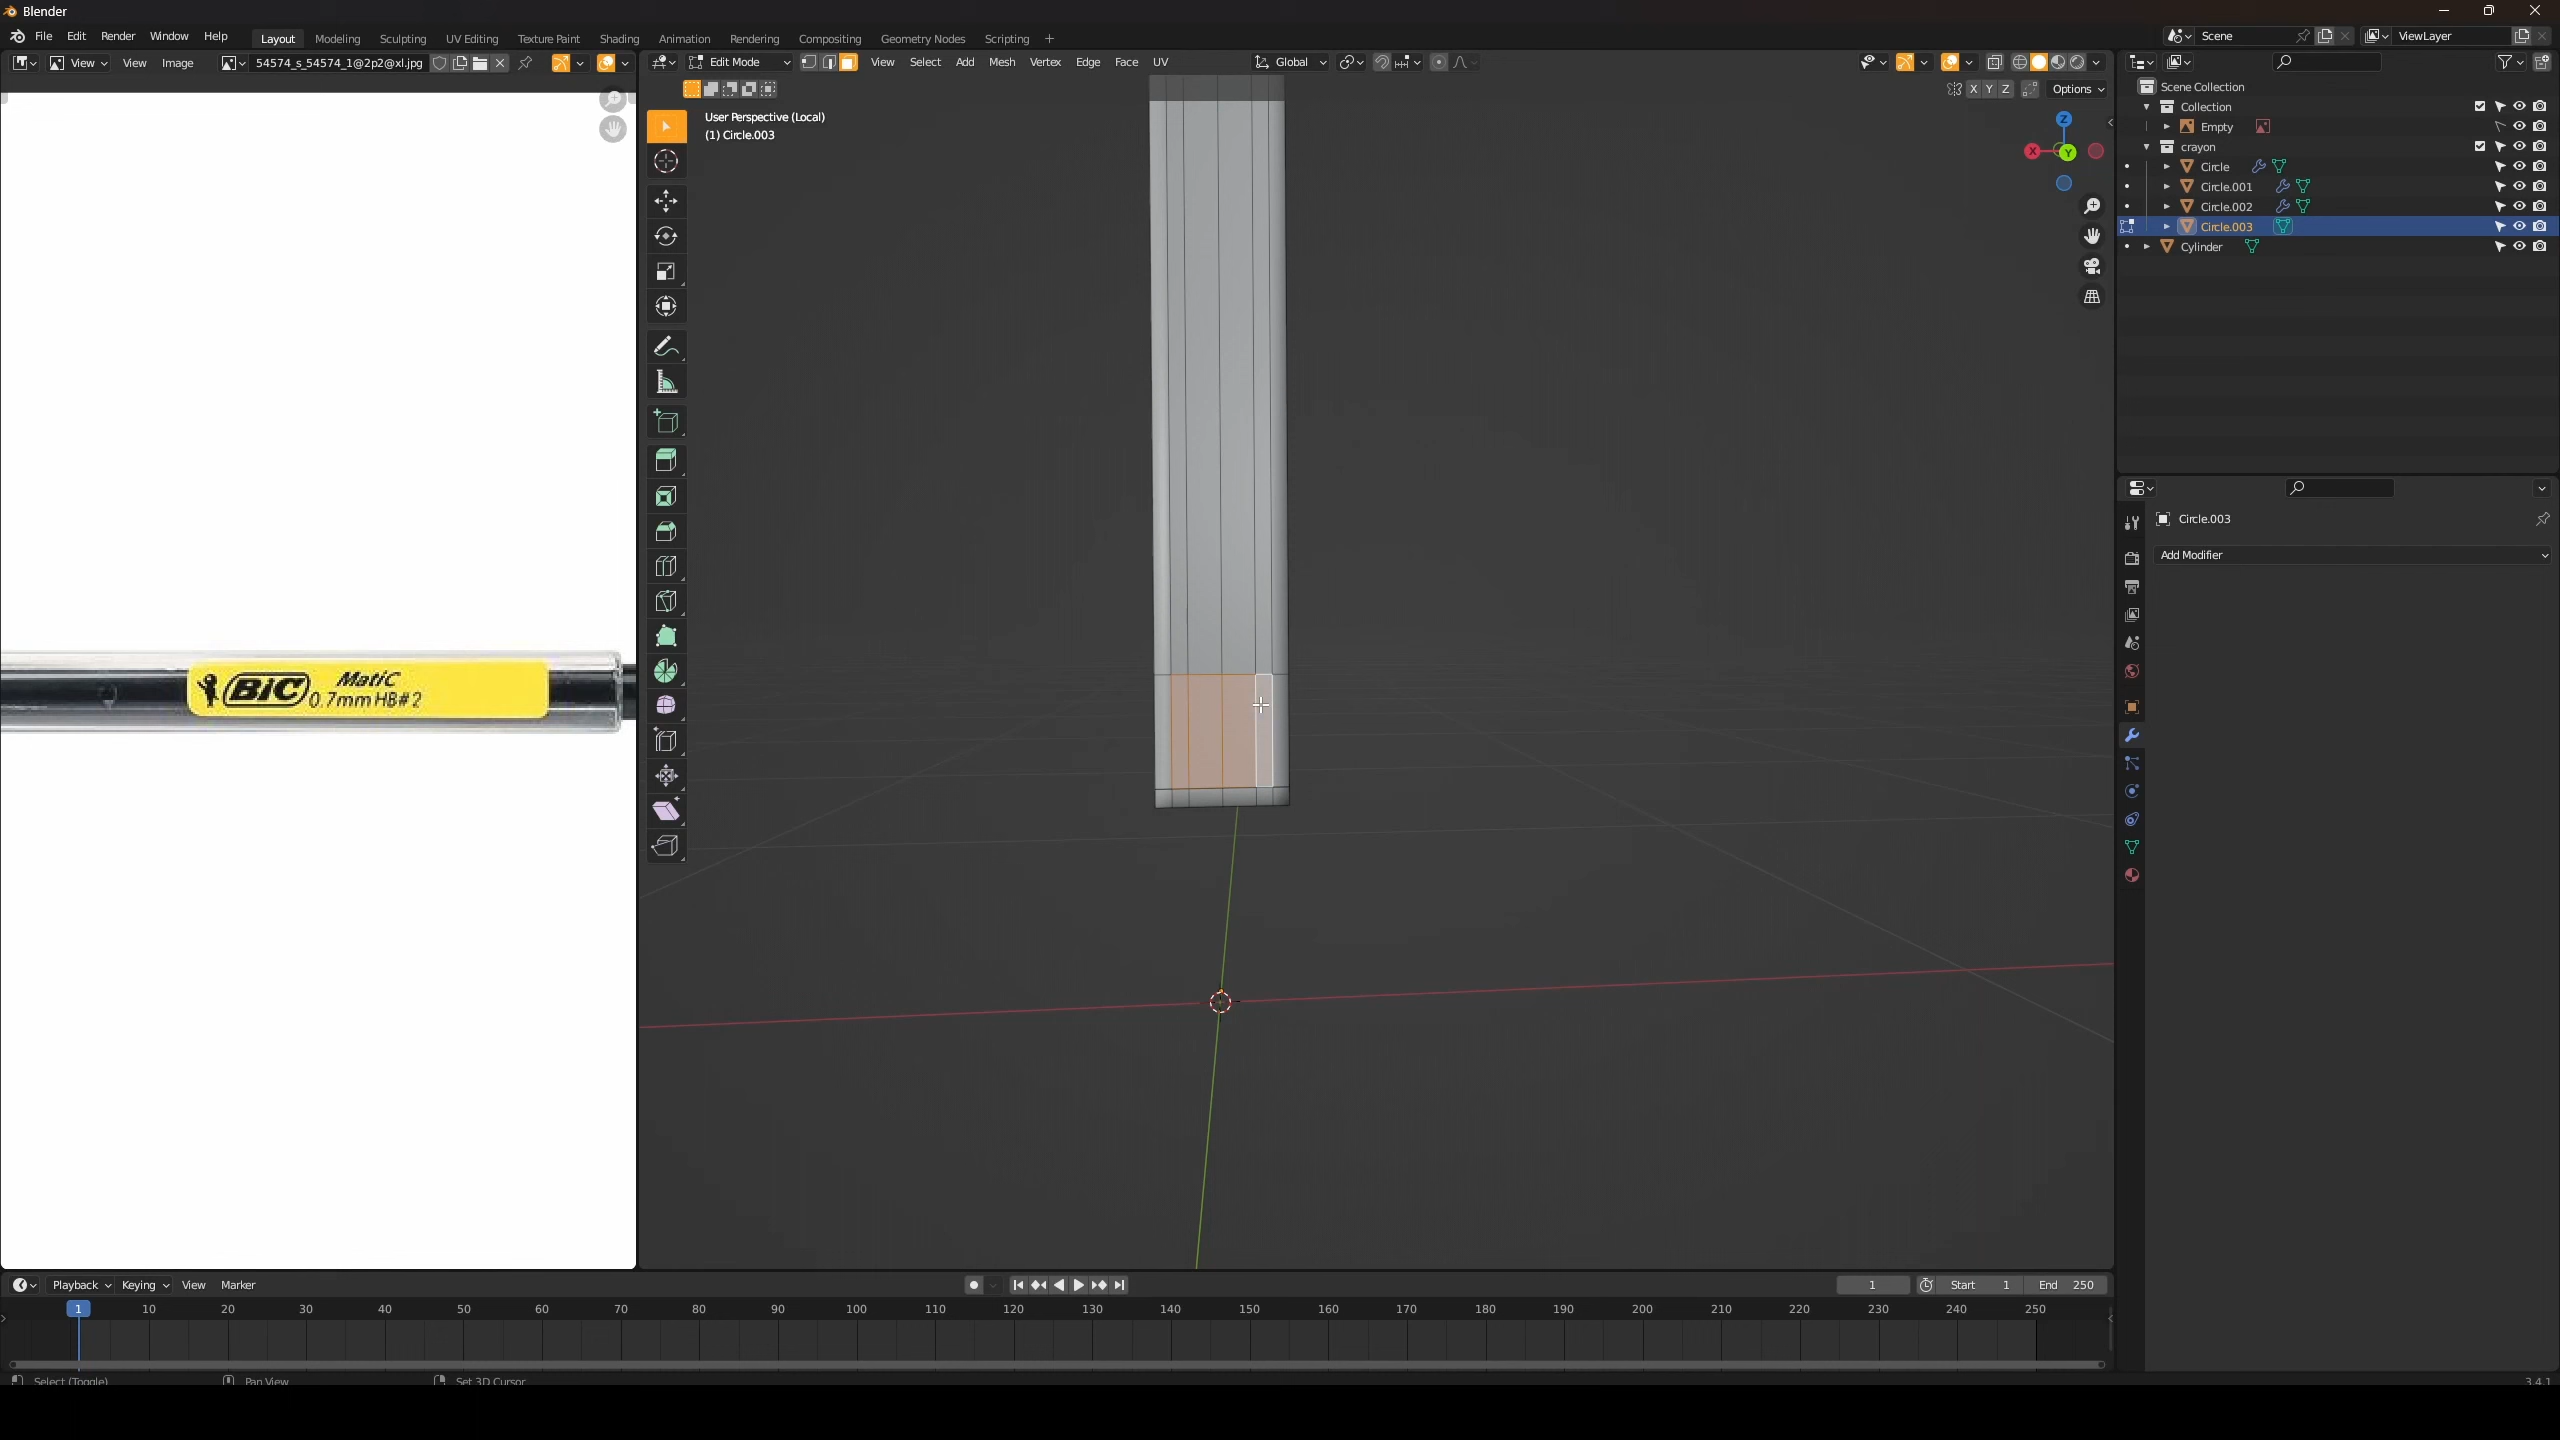 Blender
File Edit Render Window Help Layout Modeling Sculpting UV Editing Texture Paint Shading Animation Rendering Compositing Geometry Nodes Scripting + Scene ViewLayer
View View Image 54574_s_54574_1@2p2@xl.jpg Edit Mode View Select Add Mesh Vertex Edge Face UV Global
X Y Z Options
User Perspective (Local)
(1) Circle.003
Z
X Y
Scene Collection
Collection
Empty
crayon
Circle
Circle.001
Circle.002
Circle.003
Cylinder
Circle.003
Add Modifier
BiC MatiC
0.7mm HB#2
Playback Keying View Marker 1 Start 1 End 250
1 10 20 30 40 50 60 70 80 90 100 110 120 130 140 150 160 170 180 190 200 210 220 230 240 250
Select (Toggle) Pan View Set 3D Cursor 3.4.1